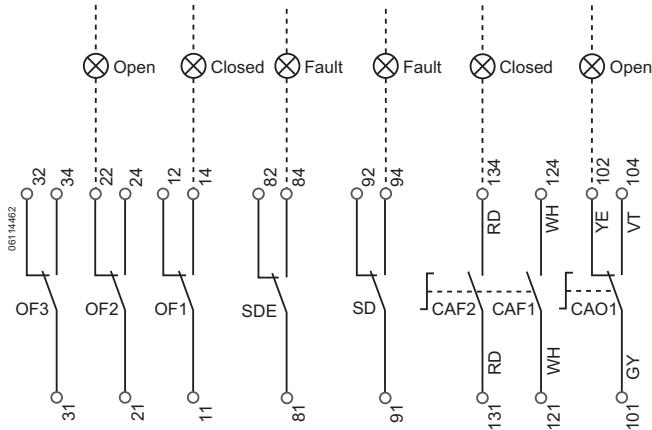 Open Closed Fault Fault Closed Open
32 34 22 24 12 14 82 84 92 94 134 124 102 104
06114462
RD WH YE VT
OF3 OF2 OF1 SDE SD CAF2 CAF1 CAO1
RD WH GY
31 21 11 81 91 131 121 101